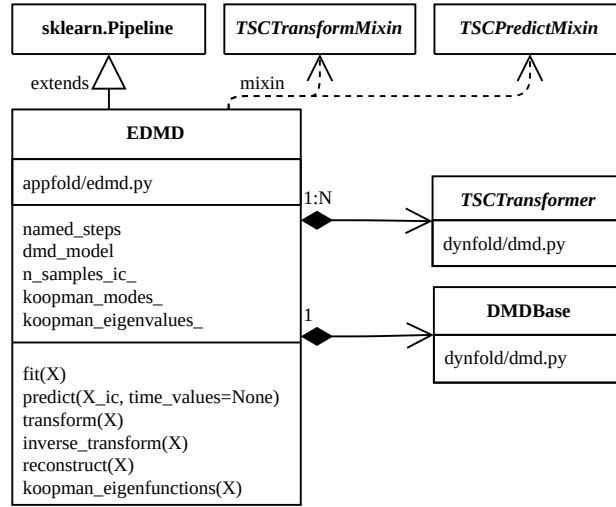 sklearn.Pipeline
TSCTransformMixin
TSCPredictMixin
extends
mixin
EDMD
appfold/edmd.py
named_steps
dmd_model
n_samples_ic_
koopman_modes_
koopman_eigenvalues_
fit(X)
predict(X_ic, time_values=None)
transform(X)
inverse_transform(X)
reconstruct(X)
koopman_eigenfunctions(X)
1:N
TSCTransformer
dynfold/dmd.py
1
DMDBase
dynfold/dmd.py